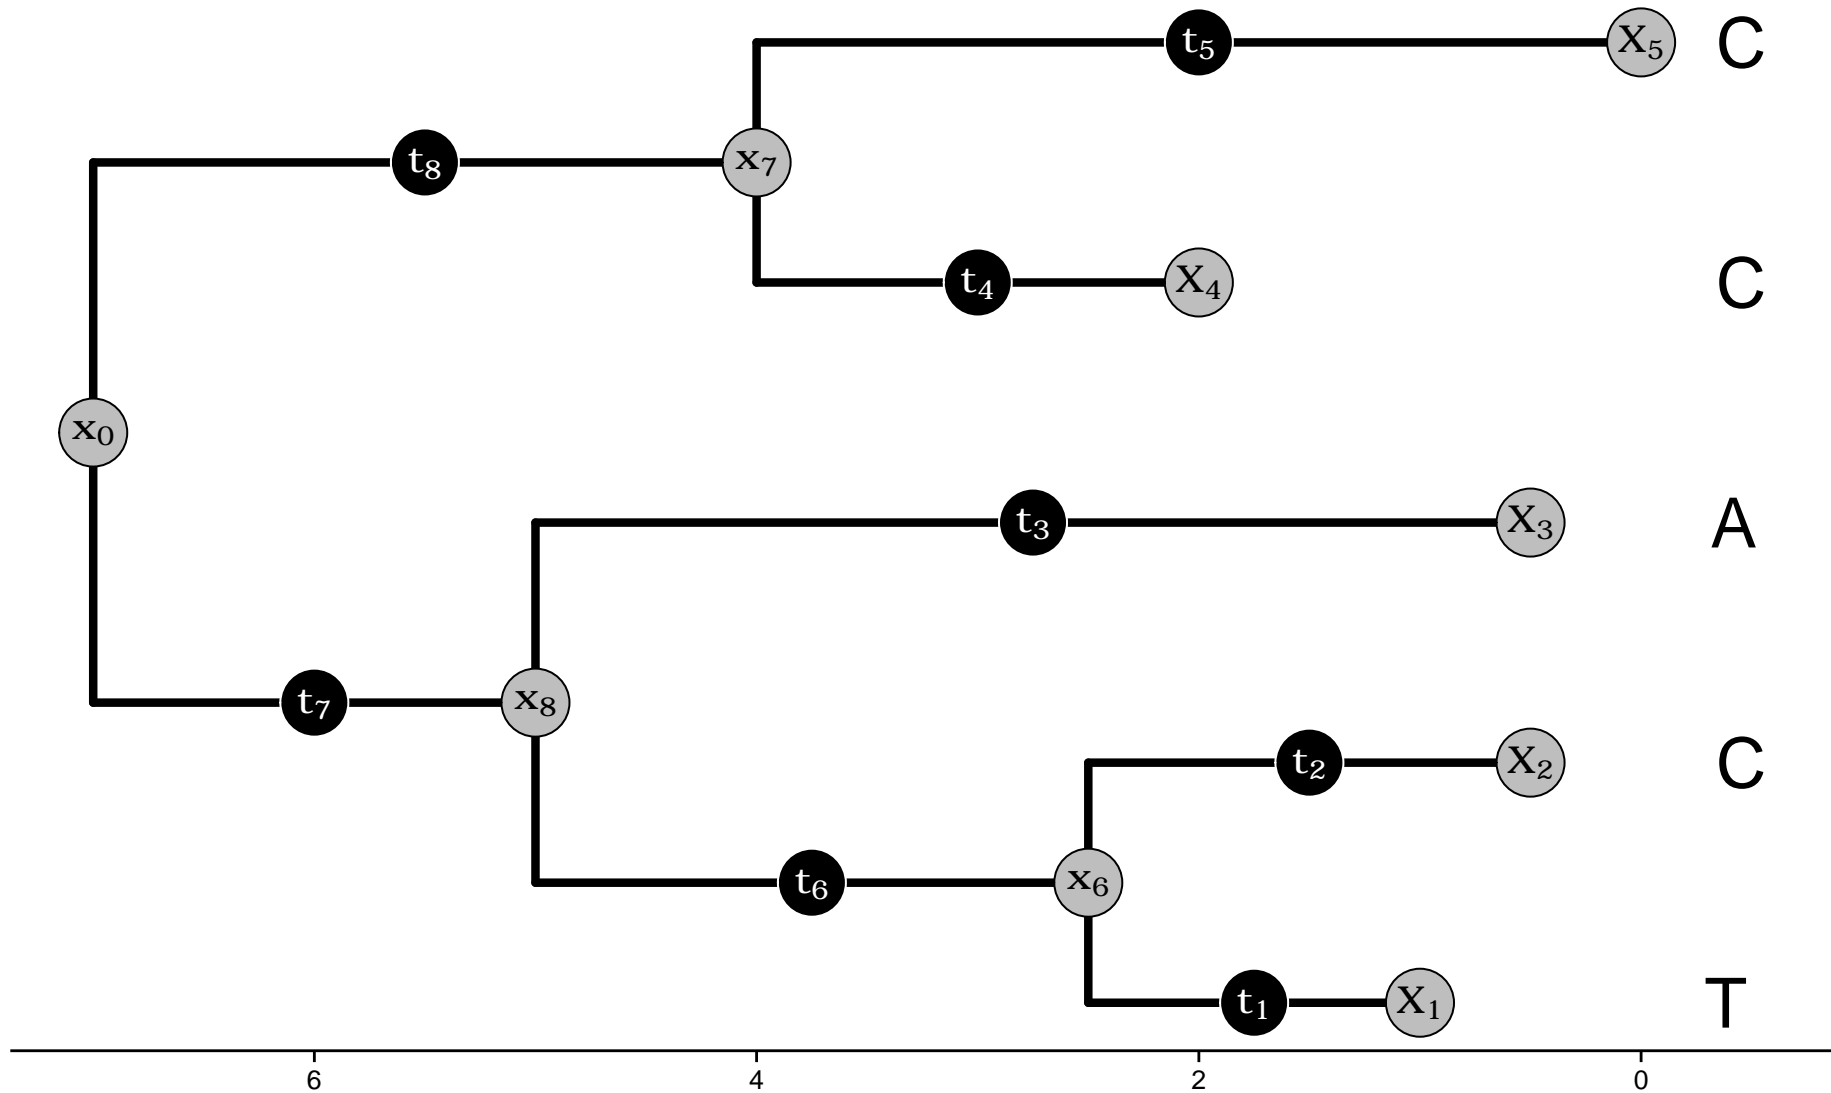 t₅ X₅ C
t₈ x₇
t₄ X₄ C
x₀
t₃ X₃ A
t₇ x₈
t₂ X₂ C
t₆ x₆
t₁ X₁ T
6 4 2 0